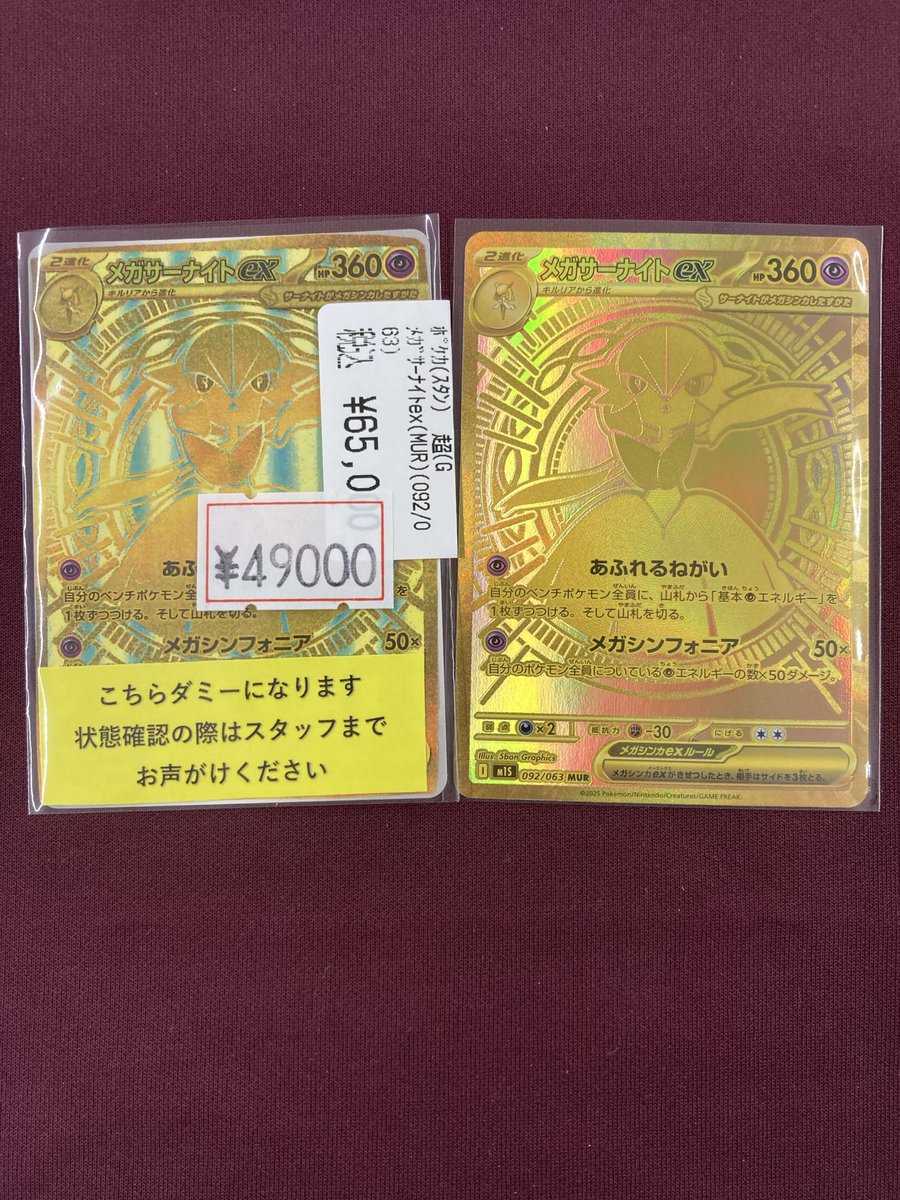 2進化
メガサーナイトex
HP360
キルリアから進化
サーナイトがメガシンカしたすがた
ﾎﾟｹｶ(ｽﾀﾝ) 超(G
ﾒｶﾞｻｰﾅｲﾄex(MUR)(092/0
63)
税込 ¥65,000
¥49000
あふ
自分のベンチポケモン全
1枚ずつつける。そして山札を切る。
メガシンフォニア 50×
こちらダミーになります
状態確認の際はスタッフまで
お声がけください
2進化
メガサーナイトex
HP360
キルリアから進化
サーナイトがメガシンカしたすがた
あふれるねがい
自分のベンチポケモン全員に、山札から「基本エネルギー」を
1枚ずつつける。そして山札を切る。
メガシンフォニア 50×
自分のポケモン全員についているエネルギーの数×50ダメージ。
弱点 ×2 抵抗力 -30 にげる
メガシンカexルール
メガシンカexがきぜつしたとき、相手はサイドを3枚とる。
Illus. 5ban Graphics
I m1S 092/063 MUR
©2025 Pokémon/Nintendo/Creatures/GAME FREAK.